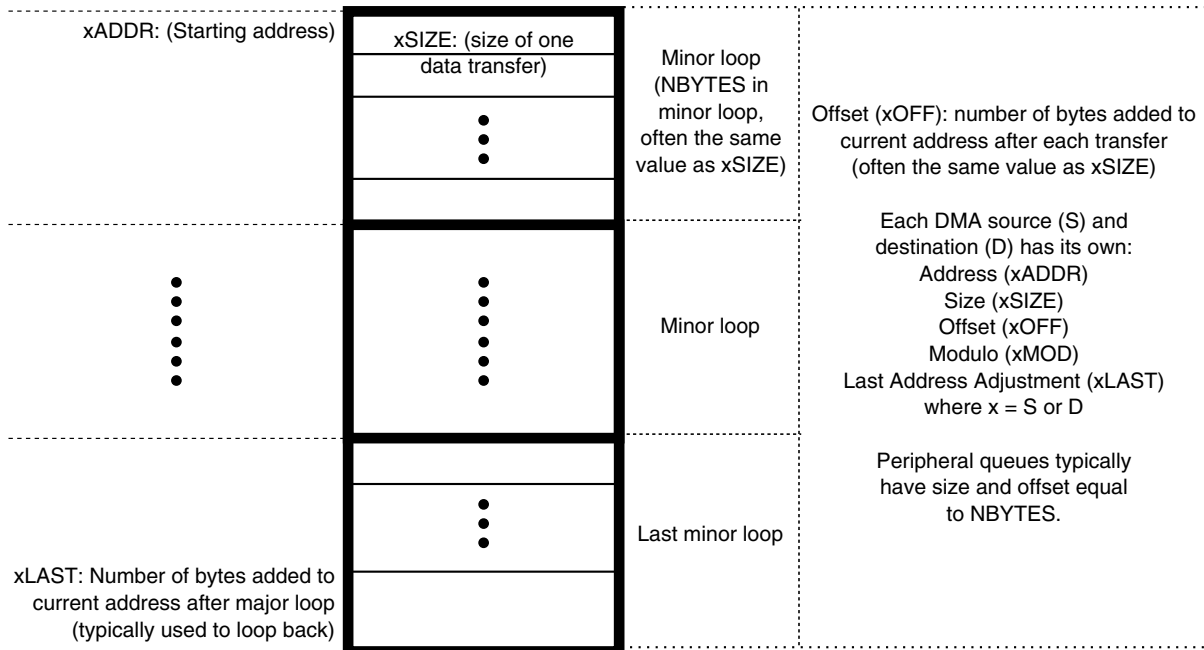 xADDR: (Starting address)
xSIZE: (size of one
data transfer)
Minor loop
(NBYTES in
minor loop,
often the same
value as xSIZE)
Offset (xOFF): number of bytes added to
current address after each transfer
(often the same value as xSIZE)
Each DMA source (S) and
destination (D) has its own:
Address (xADDR)
Size (xSIZE)
Offset (xOFF)
Modulo (xMOD)
Last Address Adjustment (xLAST)
where x = S or D
Peripheral queues typically
have size and offset equal
to NBYTES.
Minor loop
Last minor loop
xLAST: Number of bytes added to
current address after major loop
(typically used to loop back)